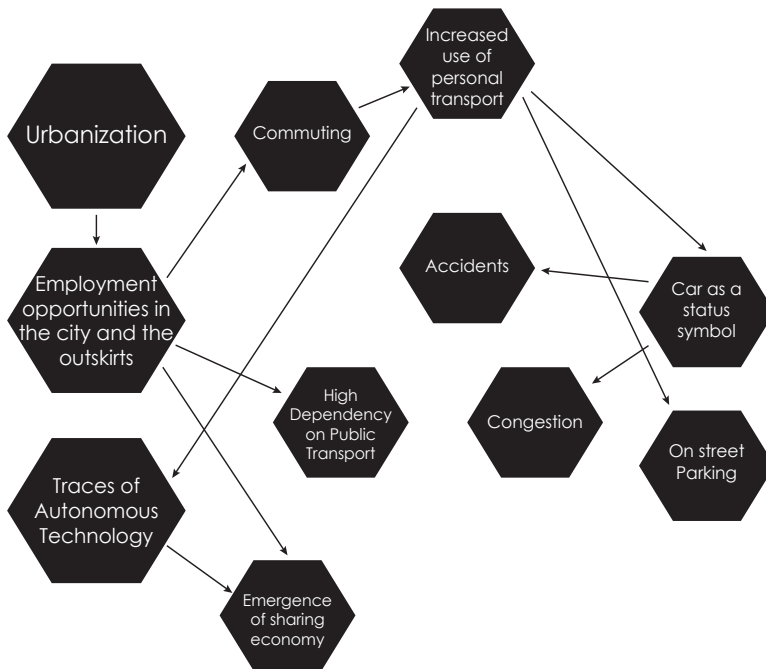 Increased
use of
personal
transport
Urbanization
Commuting
Employment
opportunities in
the city and the
outskirts
Accidents
Car as a
status
symbol
High
Dependency
on Public
Transport
Congestion
On street
Parking
Traces of
Autonomous
Technology
Emergence
of sharing
economy